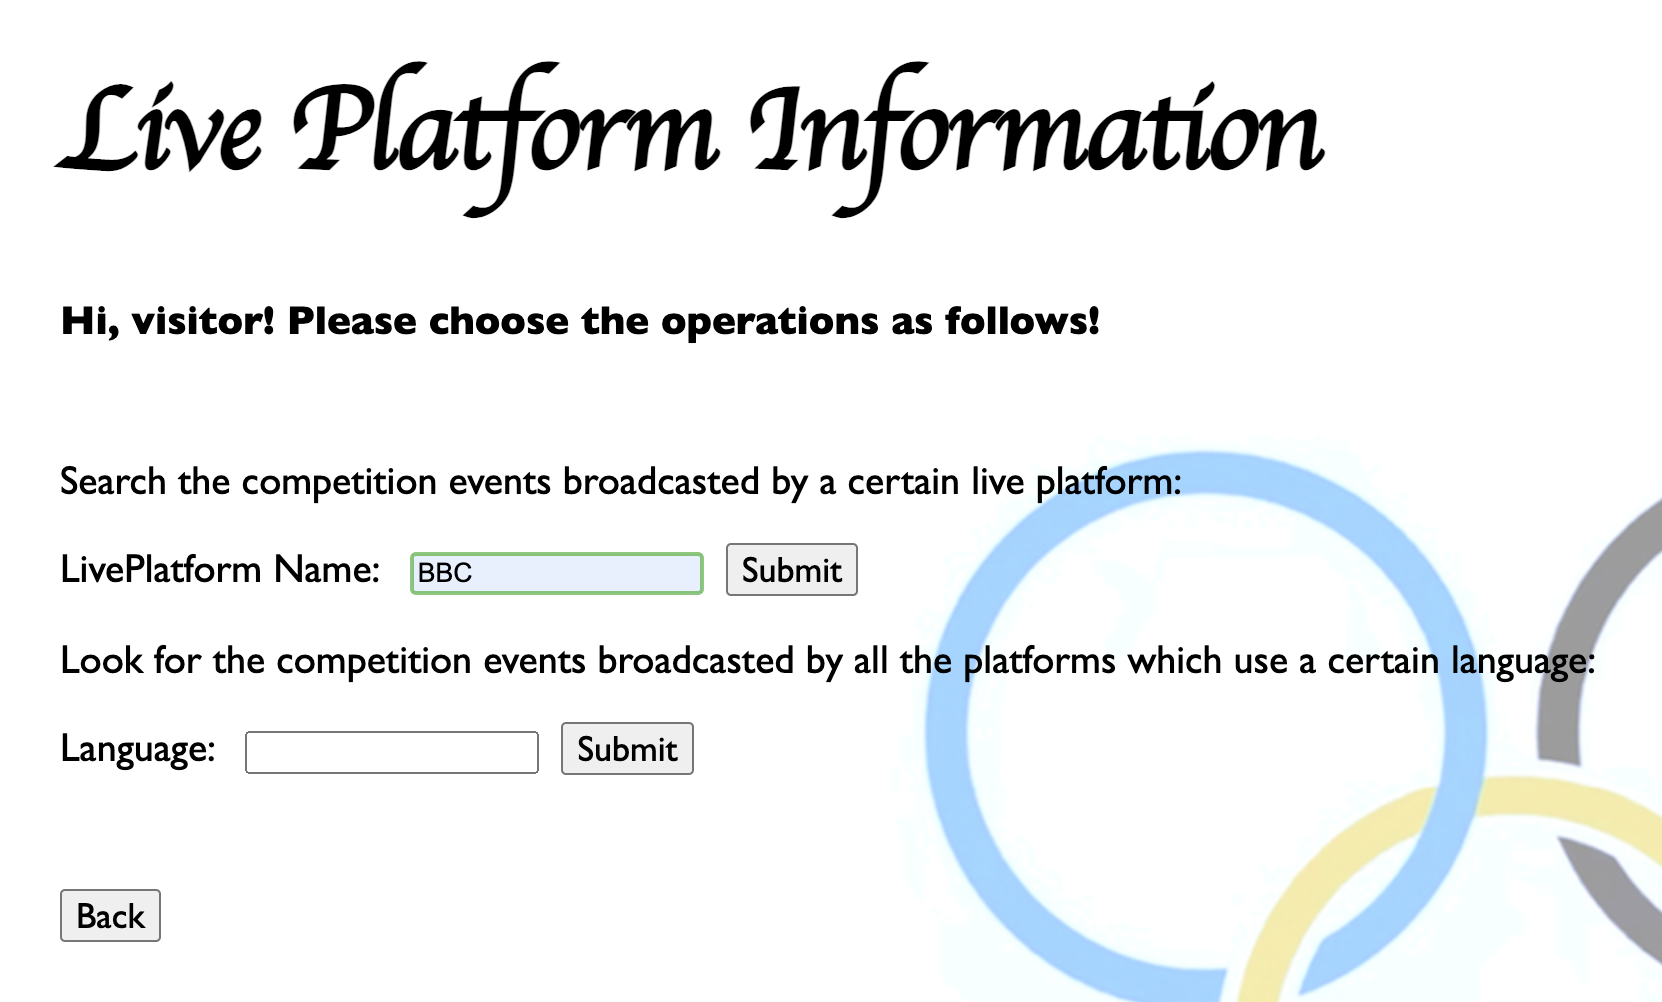 Live Platform Information
Hi, visitor! Please choose the operations as follows!
Search the competition events broadcasted by a certain live platform:
LivePlatform Name: BBC Submit
Look for the competition events broadcasted by all the platforms which use a certain language:
Language: Submit
Back